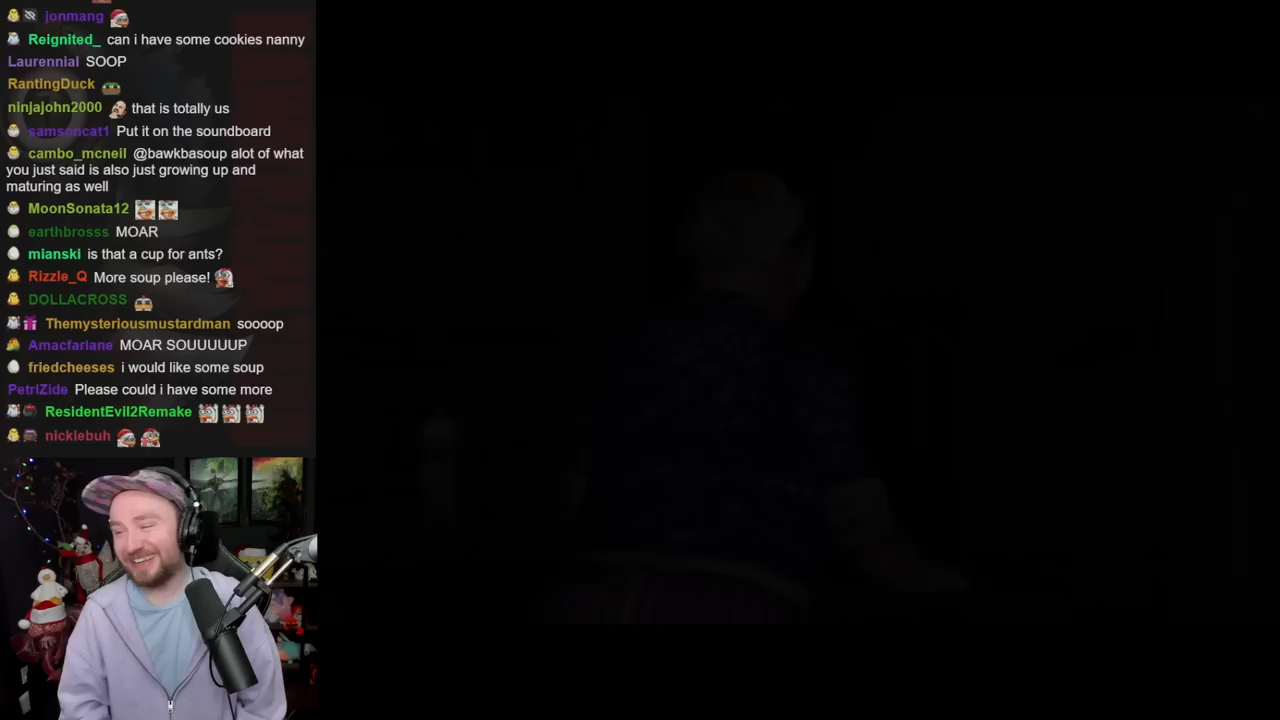 jonmang
Reignited_ can i have some cookies nanny
Laurennial SOOP
RantingDuck
ninjajohn2000 that is totally us
samsoncat1 Put it on the soundboard
cambo_mcneil @bawkbasoup alot of what
you just said is also just growing up and
maturing as well
MoonSonata12
earthbrosss MOAR
mianski is that a cup for ants?
Rizzle_Q More soup please!
DOLLACROSS
Themysteriousmustardman soooop
Amacfarlane MOAR SOUUUUUP
friedcheeses i would like some soup
PetriZide Please could i have some more
ResidentEvil2Remake
nicklebuh